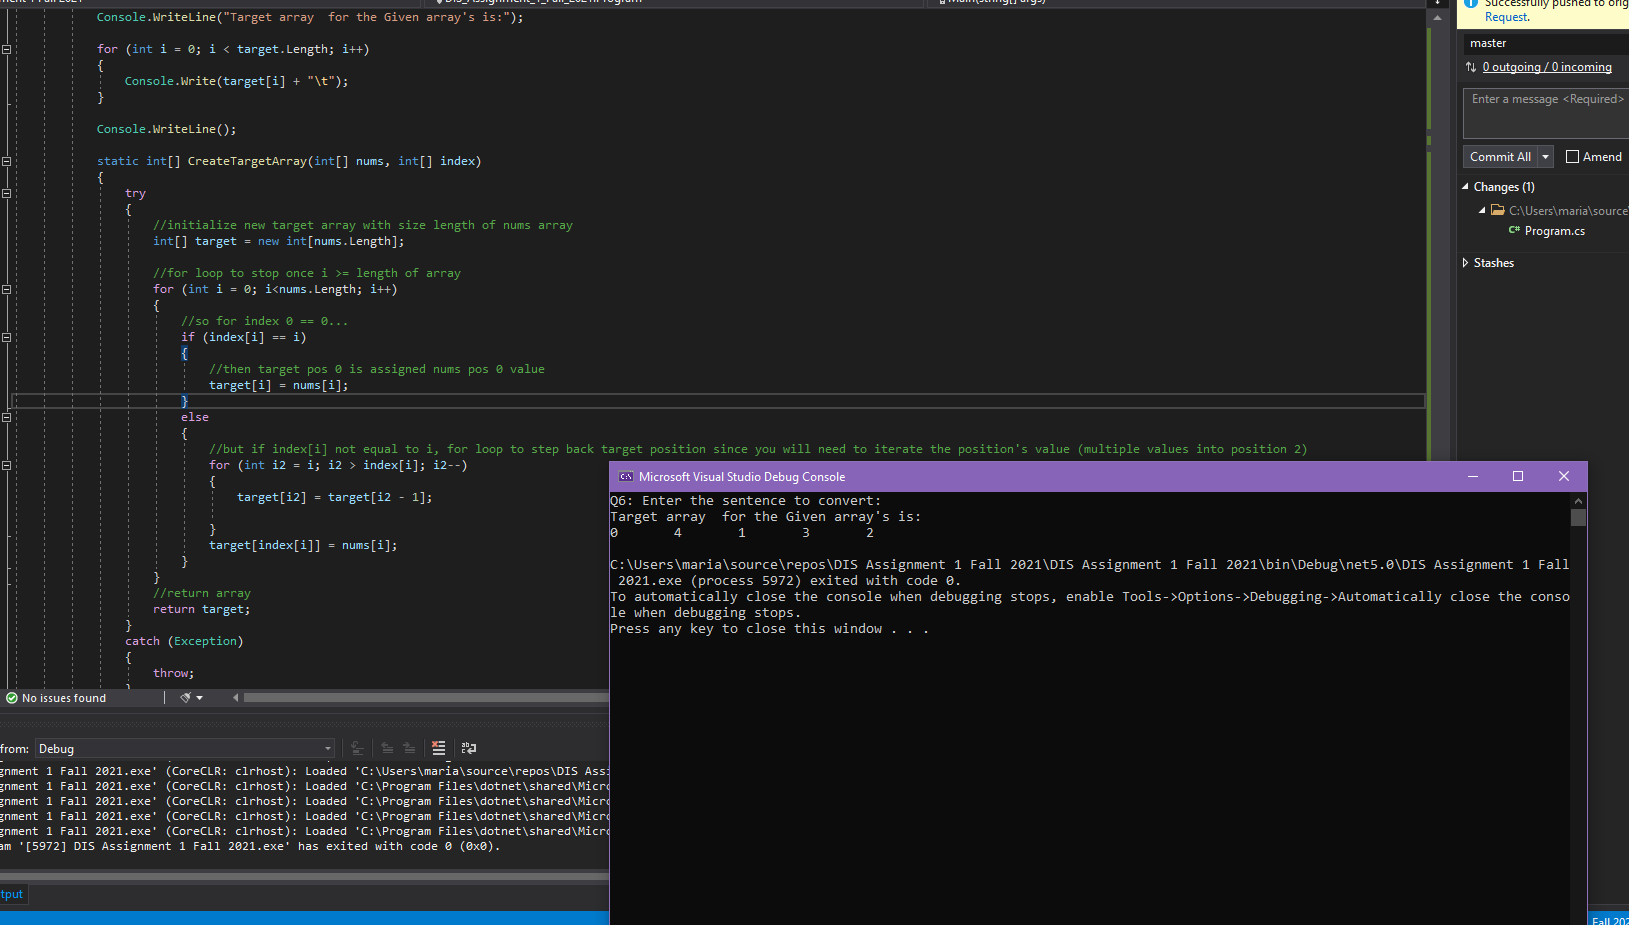 Console.WriteLine("Target array  for the Given array's is:");
for (int i = 0; i < target.Length; i++)
{
Console.Write(target[i] + "\t");
}
Console.WriteLine();
static int[] CreateTargetArray(int[] nums, int[] index)
{
try
{
//initialize new target array with size length of nums array
int[] target = new int[nums.Length];
//for loop to stop once i >= length of array
for (int i = 0; i<nums.Length; i++)
{
//so for index 0 == 0...
if (index[i] == i)
{
//then target pos 0 is assigned nums pos 0 value
target[i] = nums[i];
}
else
{
//but if index[i] not equal to i, for loop to step back target position since you will need to iterate the position's value (multiple values into position 2)
for (int i2 = i; i2 > index[i]; i2--)
{
target[i2] = target[i2 - 1];
}
target[index[i]] = nums[i];
}
}
//return array
return target;
}
catch (Exception)
{
throw;
No issues found
from: Debug
gnment 1 Fall 2021.exe' (CoreCLR: clrhost): Loaded 'C:\Users\maria\source\repos\DIS Ass
gnment 1 Fall 2021.exe' (CoreCLR: clrhost): Loaded 'C:\Program Files\dotnet\shared\Micro
gnment 1 Fall 2021.exe' (CoreCLR: clrhost): Loaded 'C:\Program Files\dotnet\shared\Micro
gnment 1 Fall 2021.exe' (CoreCLR: clrhost): Loaded 'C:\Program Files\dotnet\shared\Micro
gnment 1 Fall 2021.exe' (CoreCLR: clrhost): Loaded 'C:\Program Files\dotnet\shared\Micro
am '[5972] DIS Assignment 1 Fall 2021.exe' has exited with code 0 (0x0).
tput
Microsoft Visual Studio Debug Console
Q6: Enter the sentence to convert:
Target array  for the Given array's is:
0 4 1 3 2
C:\Users\maria\source\repos\DIS Assignment 1 Fall 2021\DIS Assignment 1 Fall 2021\bin\Debug\net5.0\DIS Assignment 1 Fall
2021.exe (process 5972) exited with code 0.
To automatically close the console when debugging stops, enable Tools->Options->Debugging->Automatically close the conso
le when debugging stops.
Press any key to close this window . . .
Successfully pushed to orig
Request.
master
0 outgoing / 0 incoming
Enter a message <Required>
Commit All
Amend
Changes (1)
C:\Users\maria\source
C# Program.cs
Stashes
Fall 202